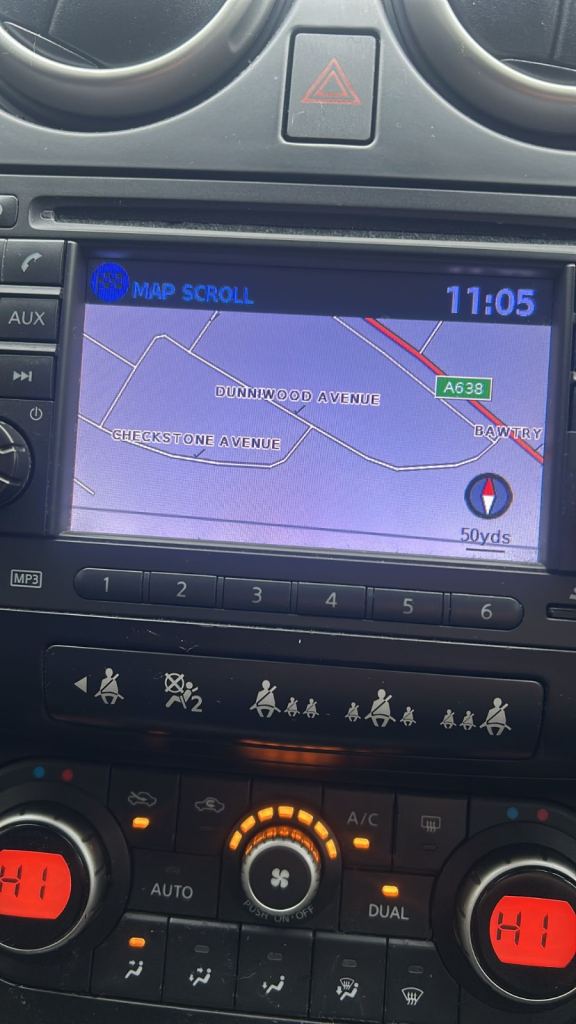 MAP SCROLL
11:05
AUX
DUNNIWOOD AVENUE
A638
CHECKSTONE AVENUE
BAWTRY
50yds
MP3
1 2 3 4 5 6
2
A/C
AUTO
PUSH ON·OFF
DUAL
HI
HI